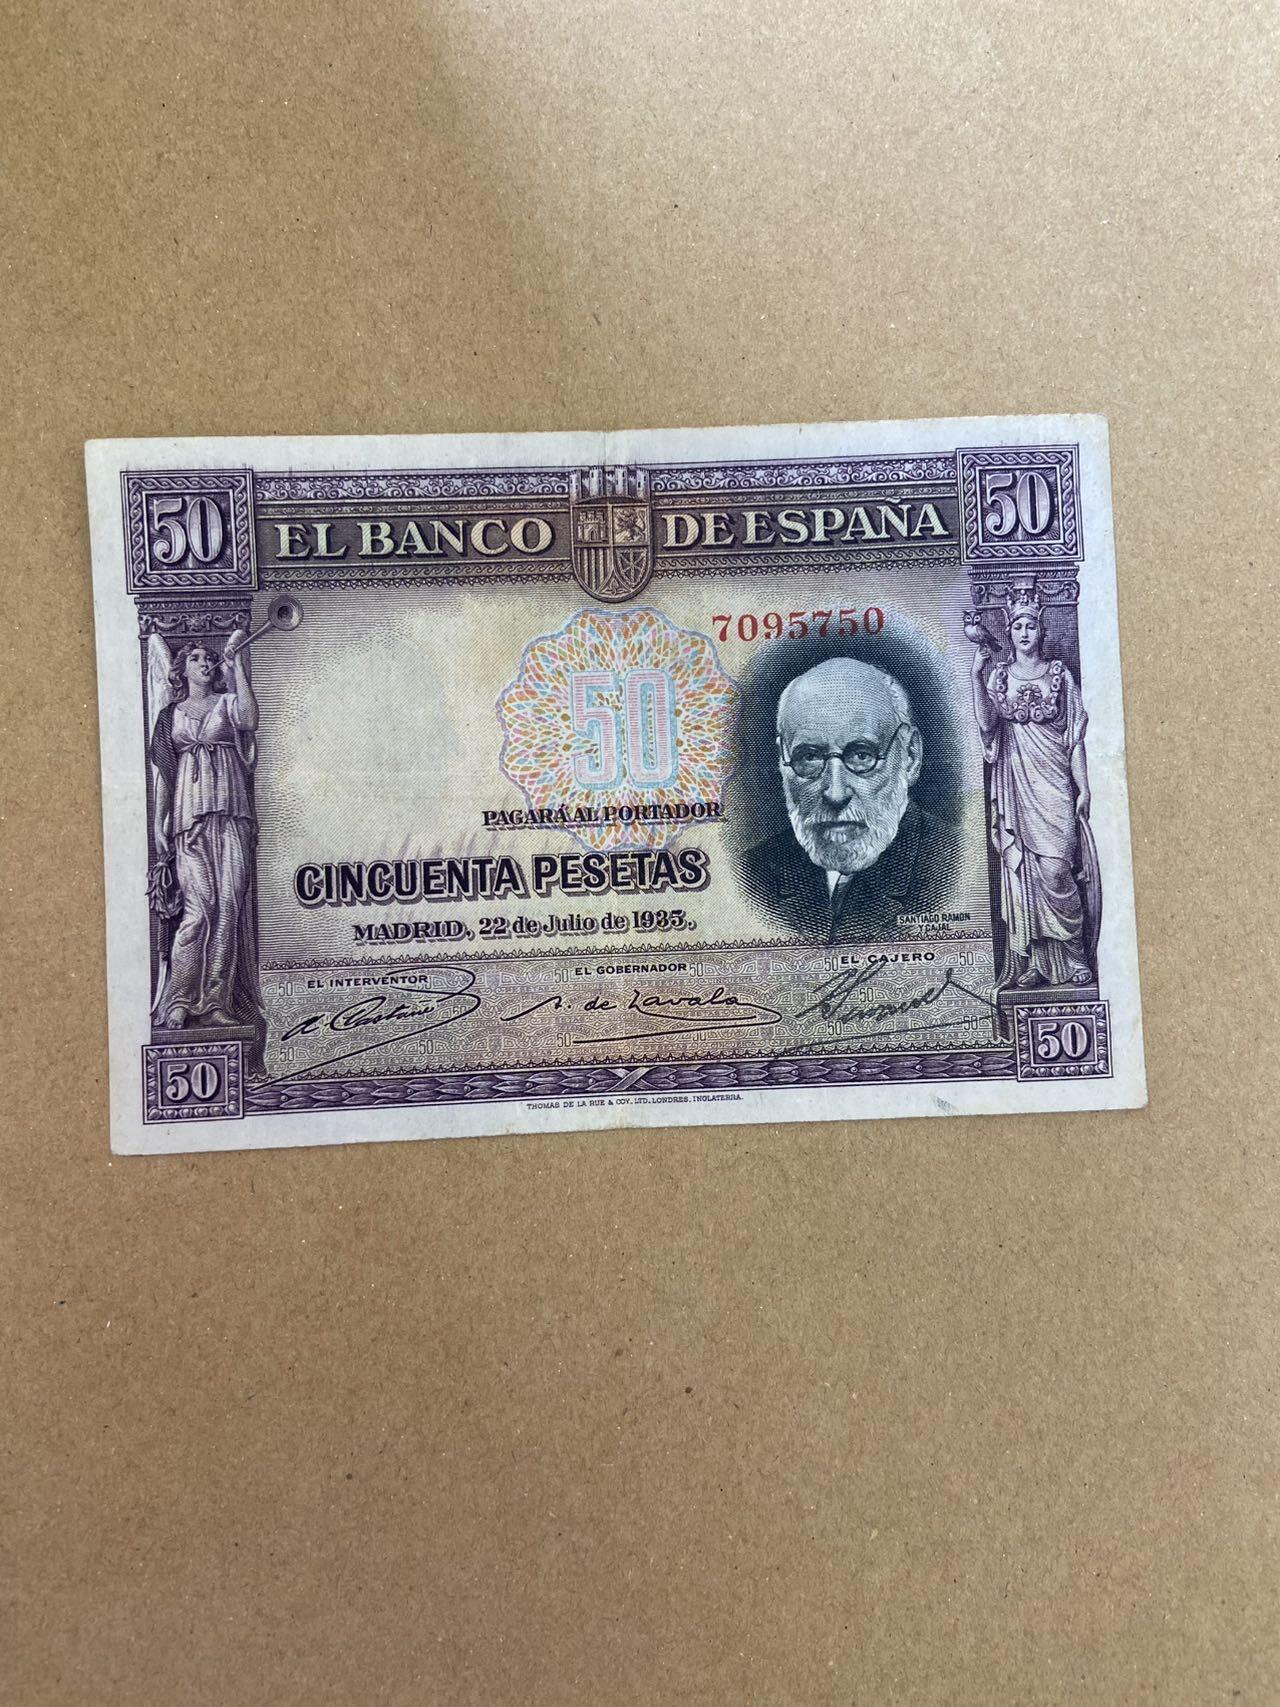 50 EL BANCO DE ESPAÑA 50
7095750
50
PAGARÁ AL PORTADOR
CINCUENTA PESETAS
MADRID, 22 de Julio de 1935.
SANTIAGO RAMON
Y CAJAL
EL INTERVENTOR EL GOBERNADOR EL CAJERO
A. de Zavala
50 50
THOMAS DE LA RUE & COY. LTD. LONDRES, INGLATERRA.